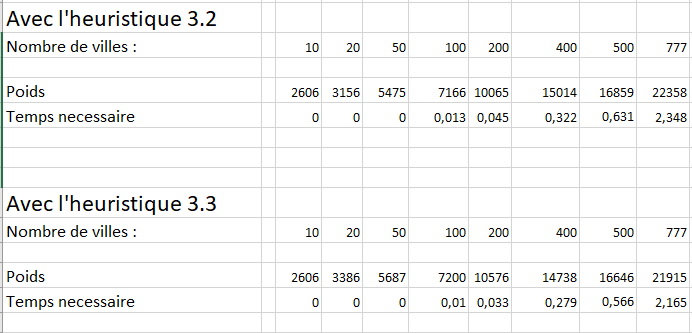 Avec l'heuristique 3.2
Nombre de villes : 10 20 50 100 200 400 500 777
Poids 2606 3156 5475 7166 10065 15014 16859 22358
Temps necessaire 0 0 0 0,013 0,045 0,322 0,631 2,348
Avec l'heuristique 3.3
Nombre de villes : 10 20 50 100 200 400 500 777
Poids 2606 3386 5687 7200 10576 14738 16646 21915
Temps necessaire 0 0 0 0,01 0,033 0,279 0,566 2,165